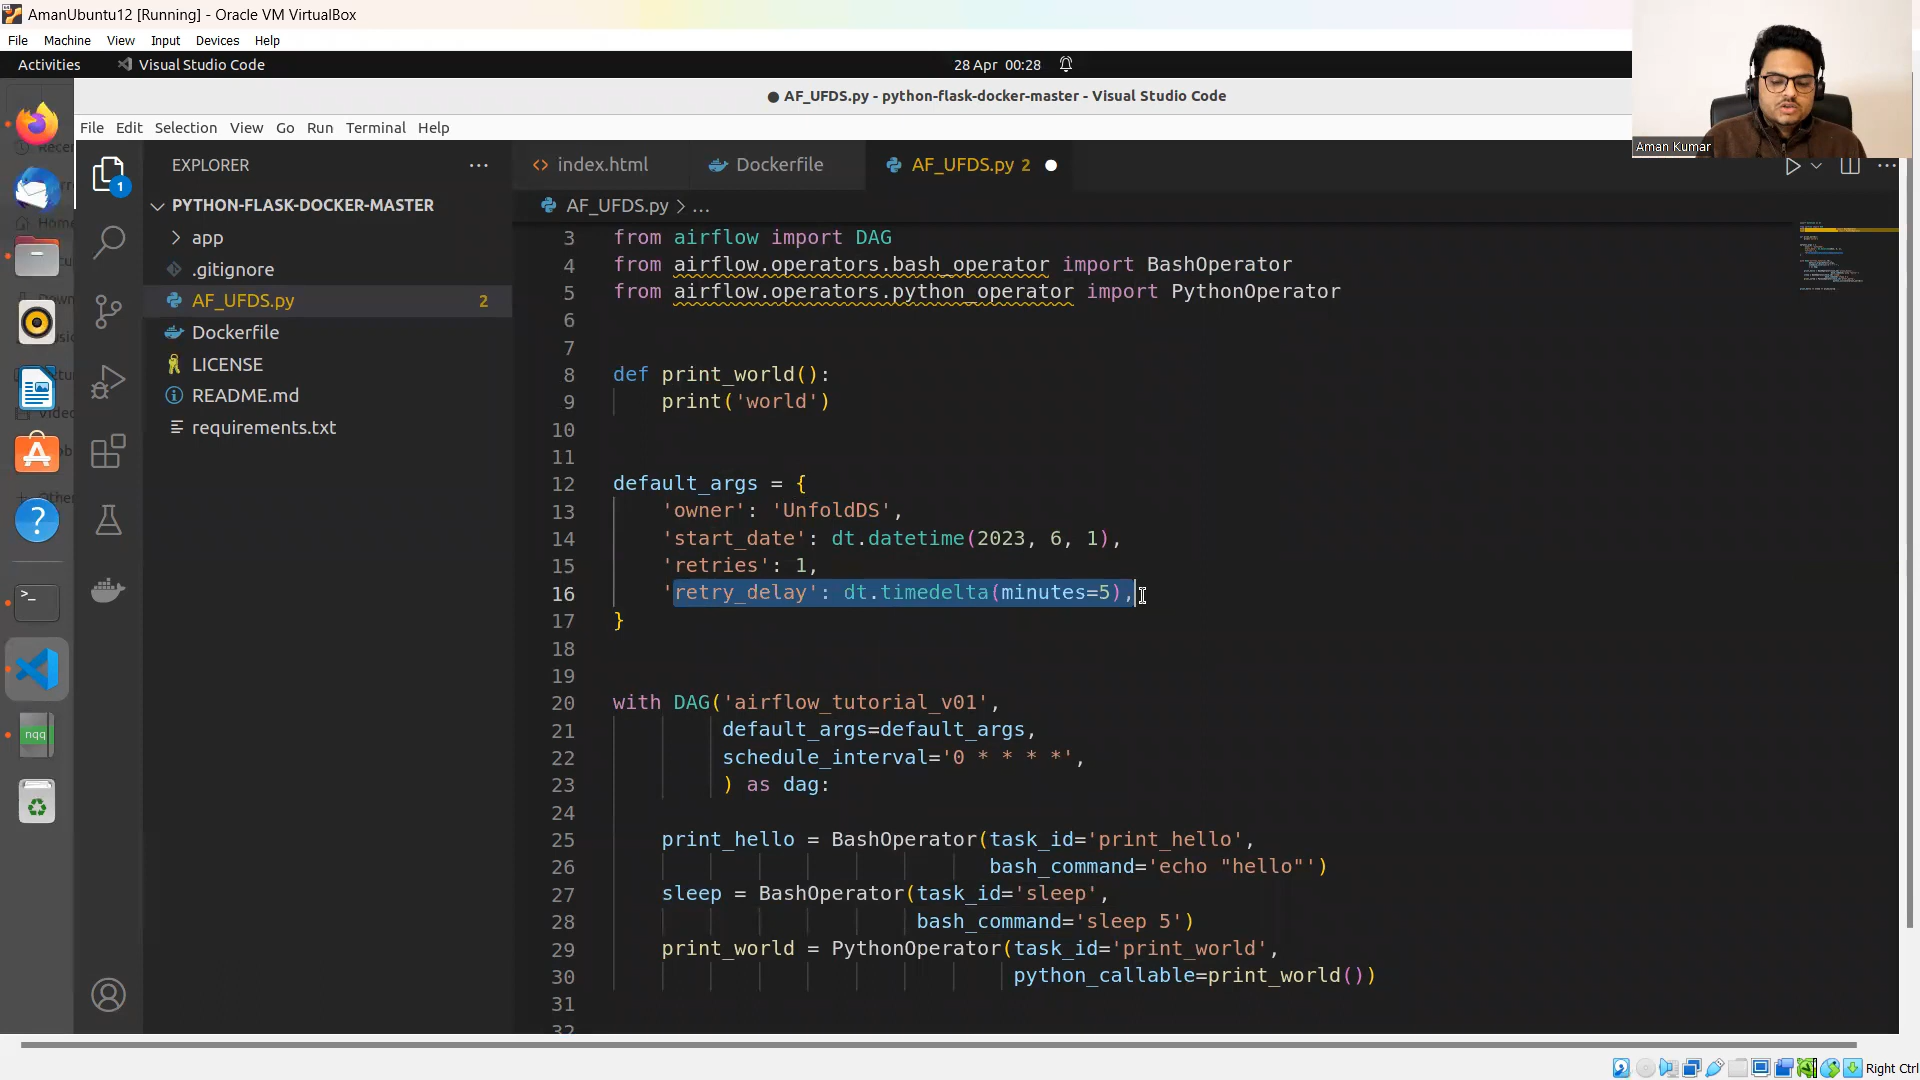 AmanUbuntu12 [Running] - Oracle VM VirtualBox
File Machine View Input Devices Help
Activities Visual Studio Code 28 Apr 00:28
● AF_UFDS.py - python-flask-docker-master - Visual Studio Code
File Edit Selection View Go Run Terminal Help
Aman Kumar
EXPLORER ...
index.html Dockerfile AF_UFDS.py 2
1
PYTHON-FLASK-DOCKER-MASTER
AF_UFDS.py > ...
app
.gitignore
AF_UFDS.py 2
Dockerfile
LICENSE
README.md
requirements.txt
nqq
3 from airflow import DAG
4 from airflow.operators.bash_operator import BashOperator
5 from airflow.operators.python_operator import PythonOperator
6
7
8 def print_world():
9 print('world')
10
11
12 default_args = {
13 'owner': 'UnfoldDS',
14 'start_date': dt.datetime(2023, 6, 1),
15 'retries': 1,
16 'retry_delay': dt.timedelta(minutes=5),
17 }
18
19
20 with DAG('airflow_tutorial_v01',
21 default_args=default_args,
22 schedule_interval='0 * * * *',
23 ) as dag:
24
25 print_hello = BashOperator(task_id='print_hello',
26 bash_command='echo "hello"')
27 sleep = BashOperator(task_id='sleep',
28 bash_command='sleep 5')
29 print_world = PythonOperator(task_id='print_world',
30 python_callable=print_world())
31
32
Right Ctrl